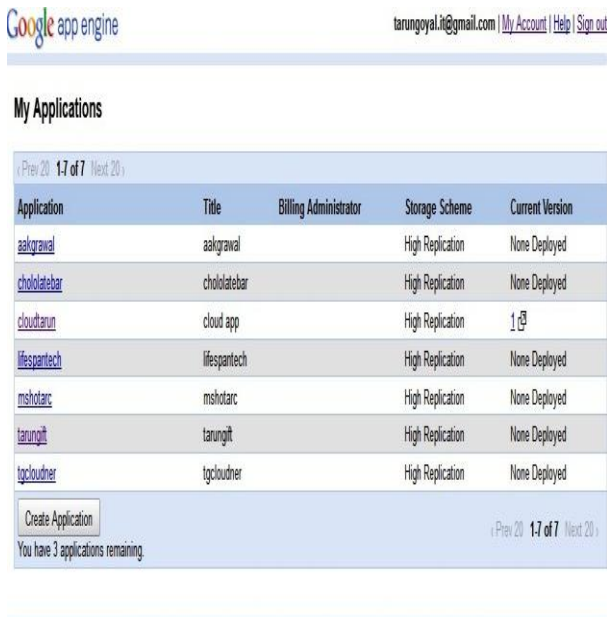 Google app engine
tarungoyal.it@gmail.com | My Account | Help | Sign out
My Applications
‹ Prev 20 1-7 of 7 Next 20 ›
Application Title Billing Administrator Storage Scheme Current Version
aakgrawal aakgrawal High Replication None Deployed
chololatebar chololatebar High Replication None Deployed
cloudtarun cloud app High Replication 1
lifespantech lifespantech High Replication None Deployed
mshotarc mshotarc High Replication None Deployed
tarungift tarungift High Replication None Deployed
tgcloudner tgcloudner High Replication None Deployed
Create Application
‹ Prev 20 1-7 of 7 Next 20 ›
You have 3 applications remaining.